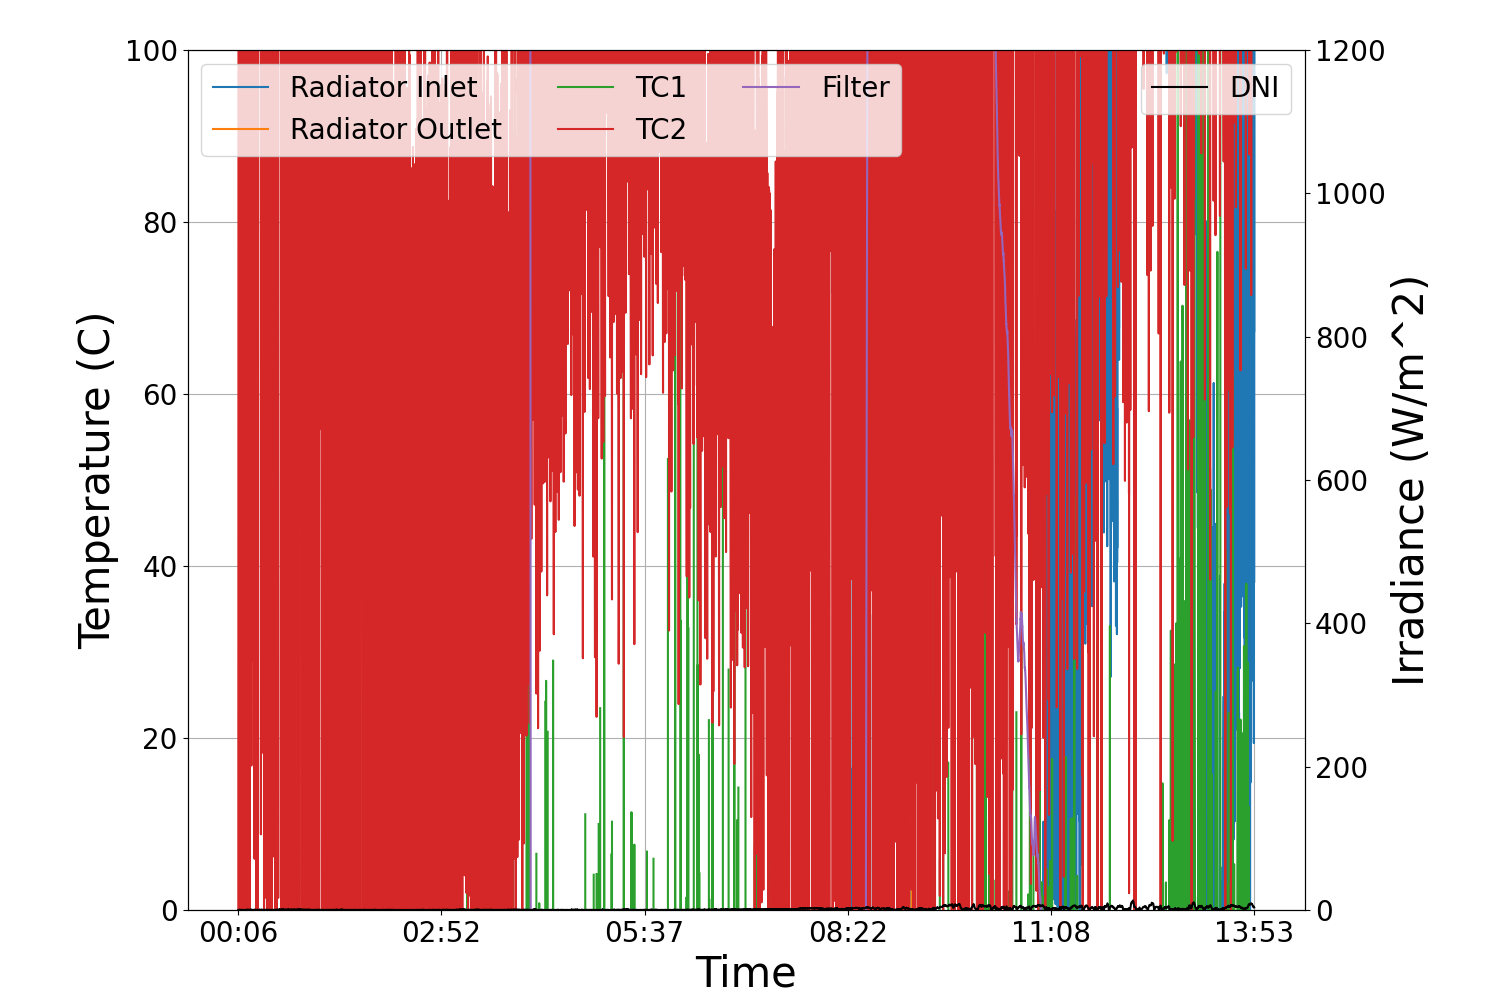 100
80
60
40
20
0
Temperature (C)
Radiator Inlet
Radiator Outlet
TC1
TC2
Filter
DNI
1200
1000
800
600
400
200
0
Irradiance (W/m^2)
00:06
02:52
05:37
08:22
11:08
13:53
Time